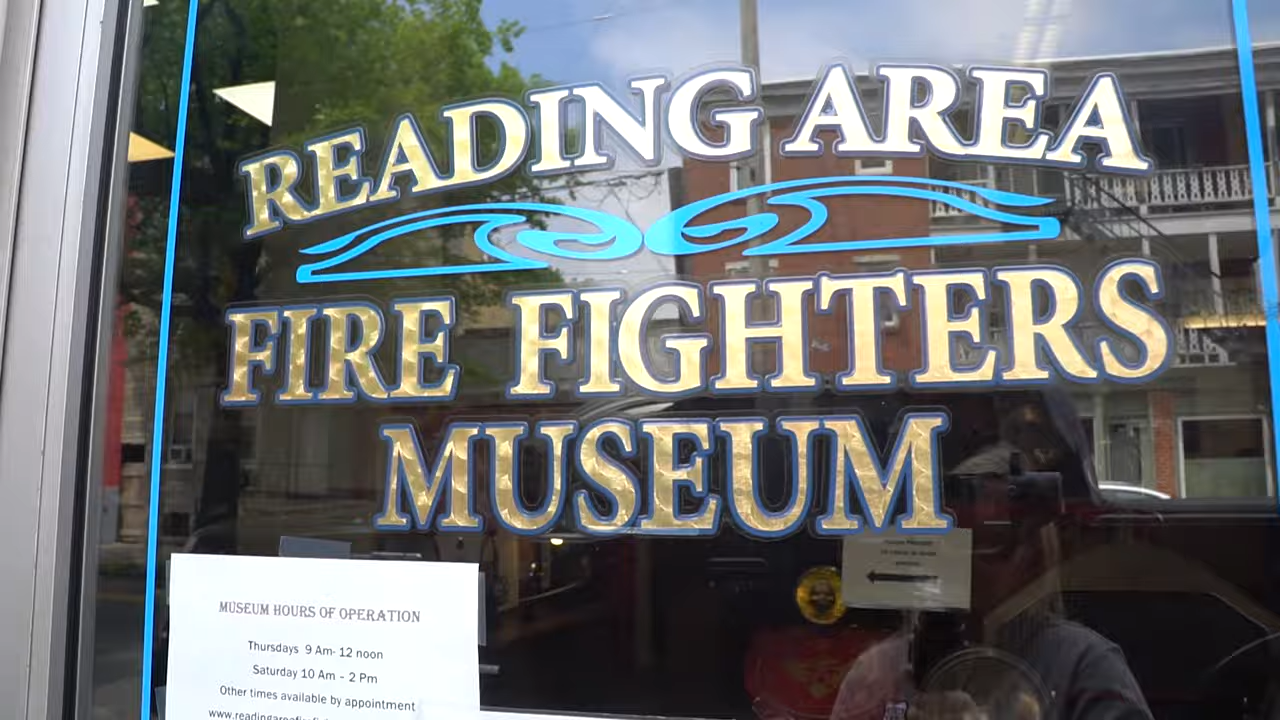 READING AREA
FIRE FIGHTERS
MUSEUM
MUSEUM HOURS OF OPERATION
Thursdays 9 Am- 12 noon
Saturday 10 Am – 2 Pm
Other times available by appointment